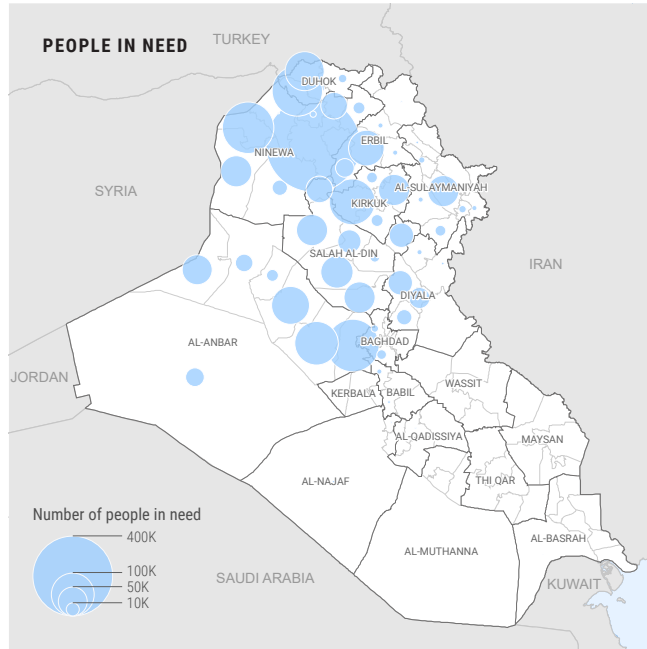 PEOPLE IN NEED
TURKEY
DUHOK
NINEWA
ERBIL
SYRIA
AL-SULAYMANIYAH
KIRKUK
SALAH AL-DIN
IRAN
DIYALA
AL-ANBAR
BAGHDAD
JORDAN
KERBALA
BABIL
WASSIT
AL-QADISSIYA
MAYSAN
AL-NAJAF
THI QAR
AL-MUTHANNA
AL-BASRAH
SAUDI ARABIA
KUWAIT
Number of people in need
400K
100K
50K
10K